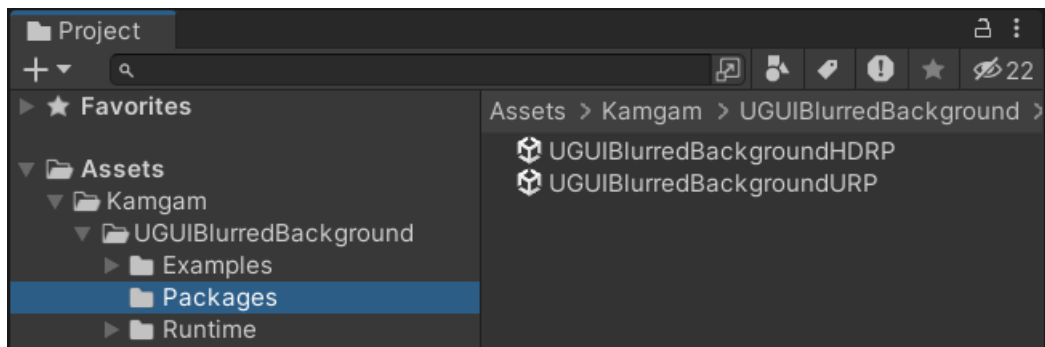 Project
22
Favorites
Assets > Kamgam > UGUIBlurredBackground >
UGUIBlurredBackgroundHDRP
UGUIBlurredBackgroundURP
Assets
Kamgam
UGUIBlurredBackground
Examples
Packages
Runtime